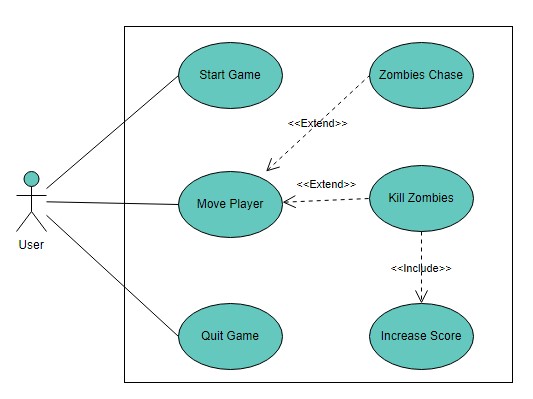 Start Game
Zombies Chase
<<Extend>>
<<Extend>>
Move Player
Kill Zombies
User
<<Include>>
Quit Game
Increase Score